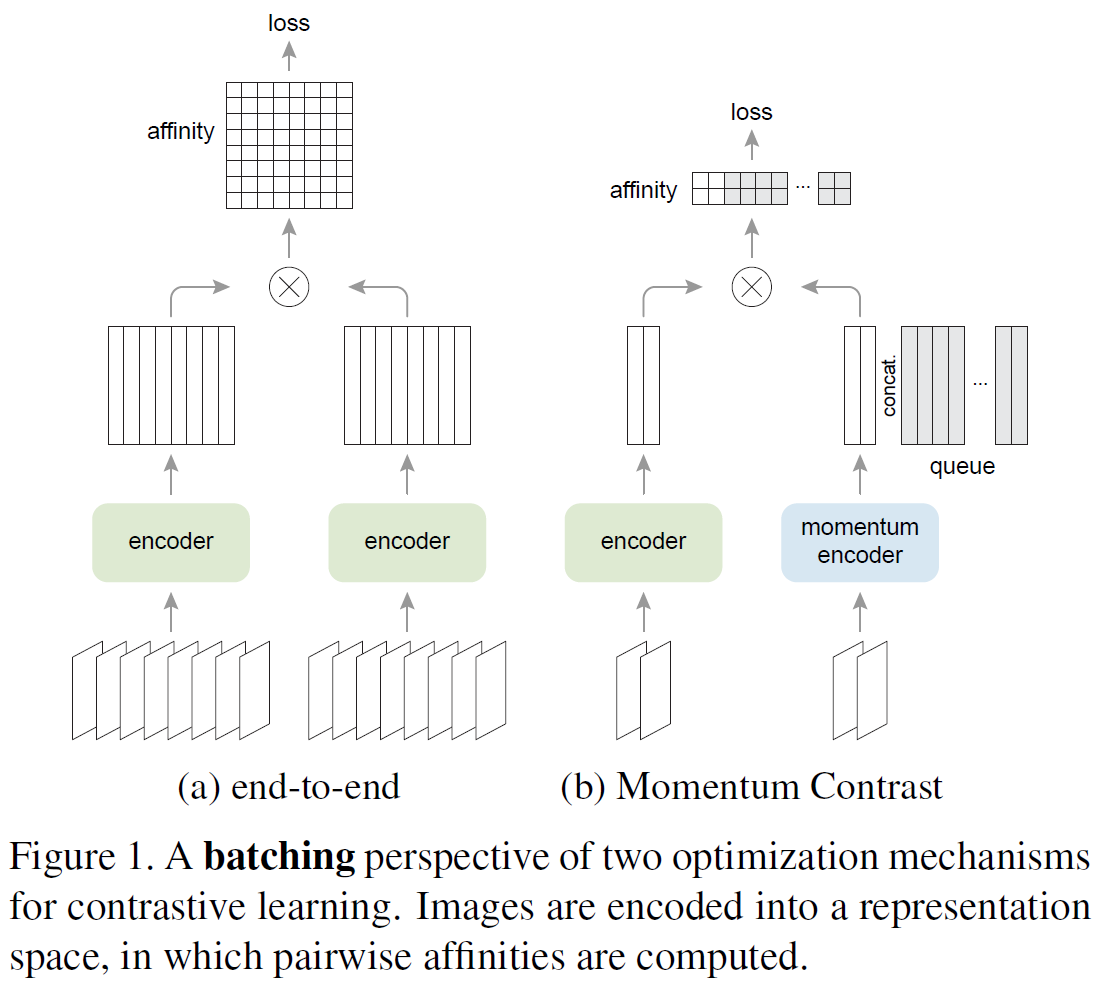 loss
affinity
encoder
encoder
(a) end-to-end
loss
affinity
...
concat.
...
queue
encoder
momentum
encoder
(b) Momentum Contrast
Figure 1. A batching perspective of two optimization mechanisms
for contrastive learning. Images are encoded into a representation
space, in which pairwise affinities are computed.